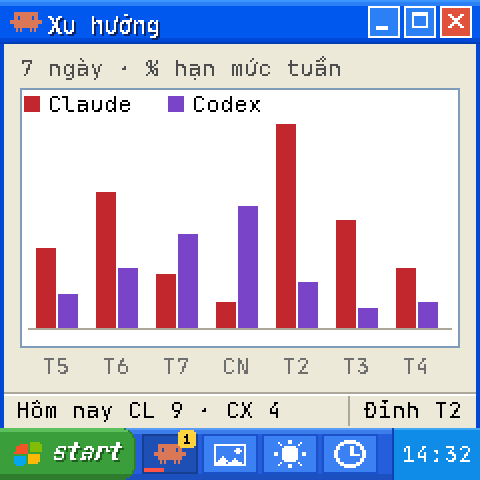 Xu hướng
7 ngày · % hạn mức tuần
Claude Codex
T5 T6 T7 CN T2 T3 T4
Hôm nay CL 9 · CX 4 Đỉnh T2
start 1 14:32